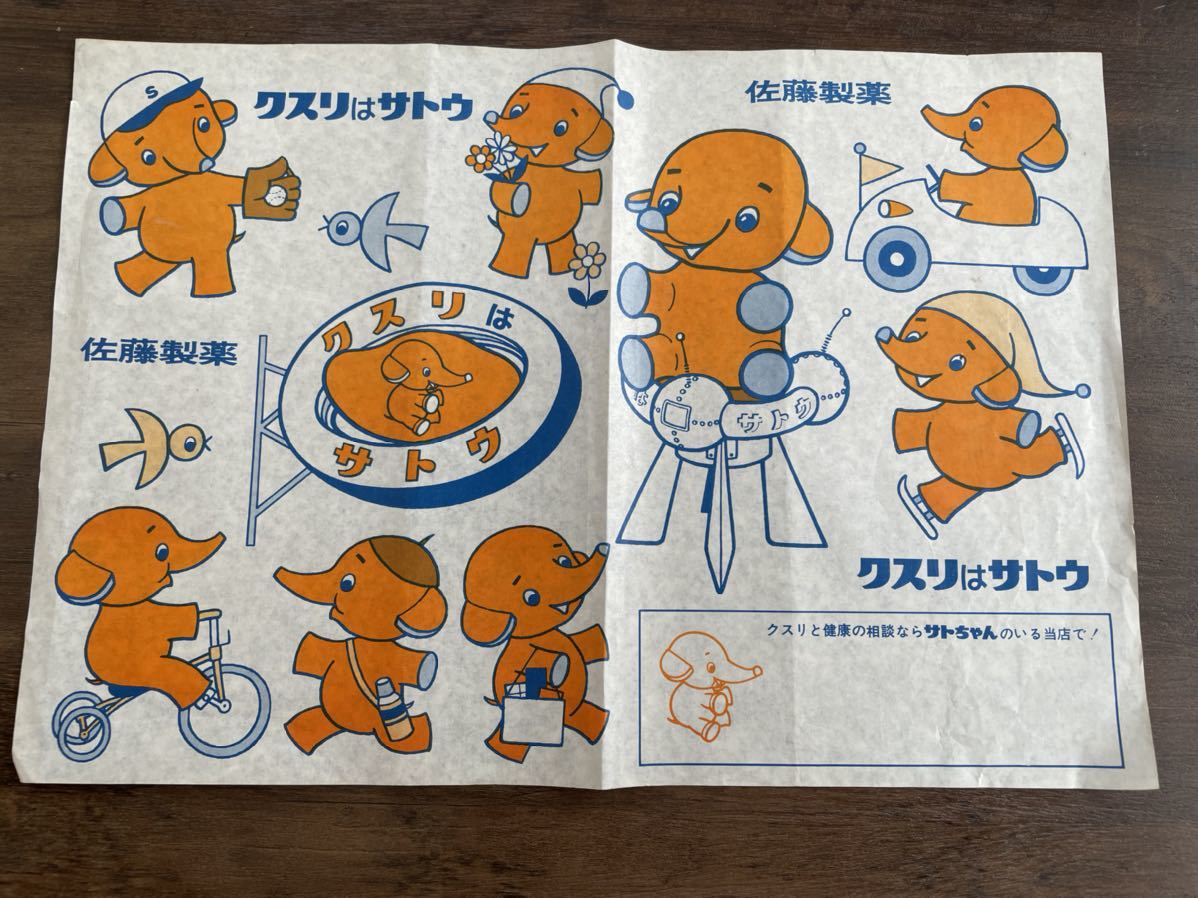 S
クスリはサトウ
佐藤製薬
佐藤製薬
クスリは
サトウ
は
サトウ
クスリはサトウ
クスリと健康の相談ならサトちゃんのいる当店で!